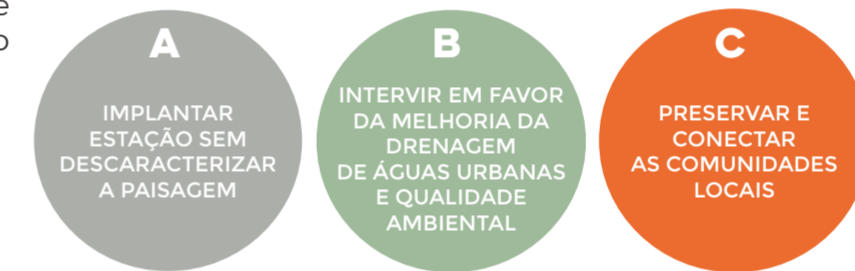 e
o
A
IMPLANTAR
ESTAÇÃO SEM
DESCARACTERIZAR
A PAISAGEM
B
INTERVIR EM FAVOR
DA MELHORIA DA
DRENAGEM
DE ÁGUAS URBANAS
E QUALIDADE
AMBIENTAL
C
PRESERVAR E
CONECTAR
AS COMUNIDADES
LOCAIS